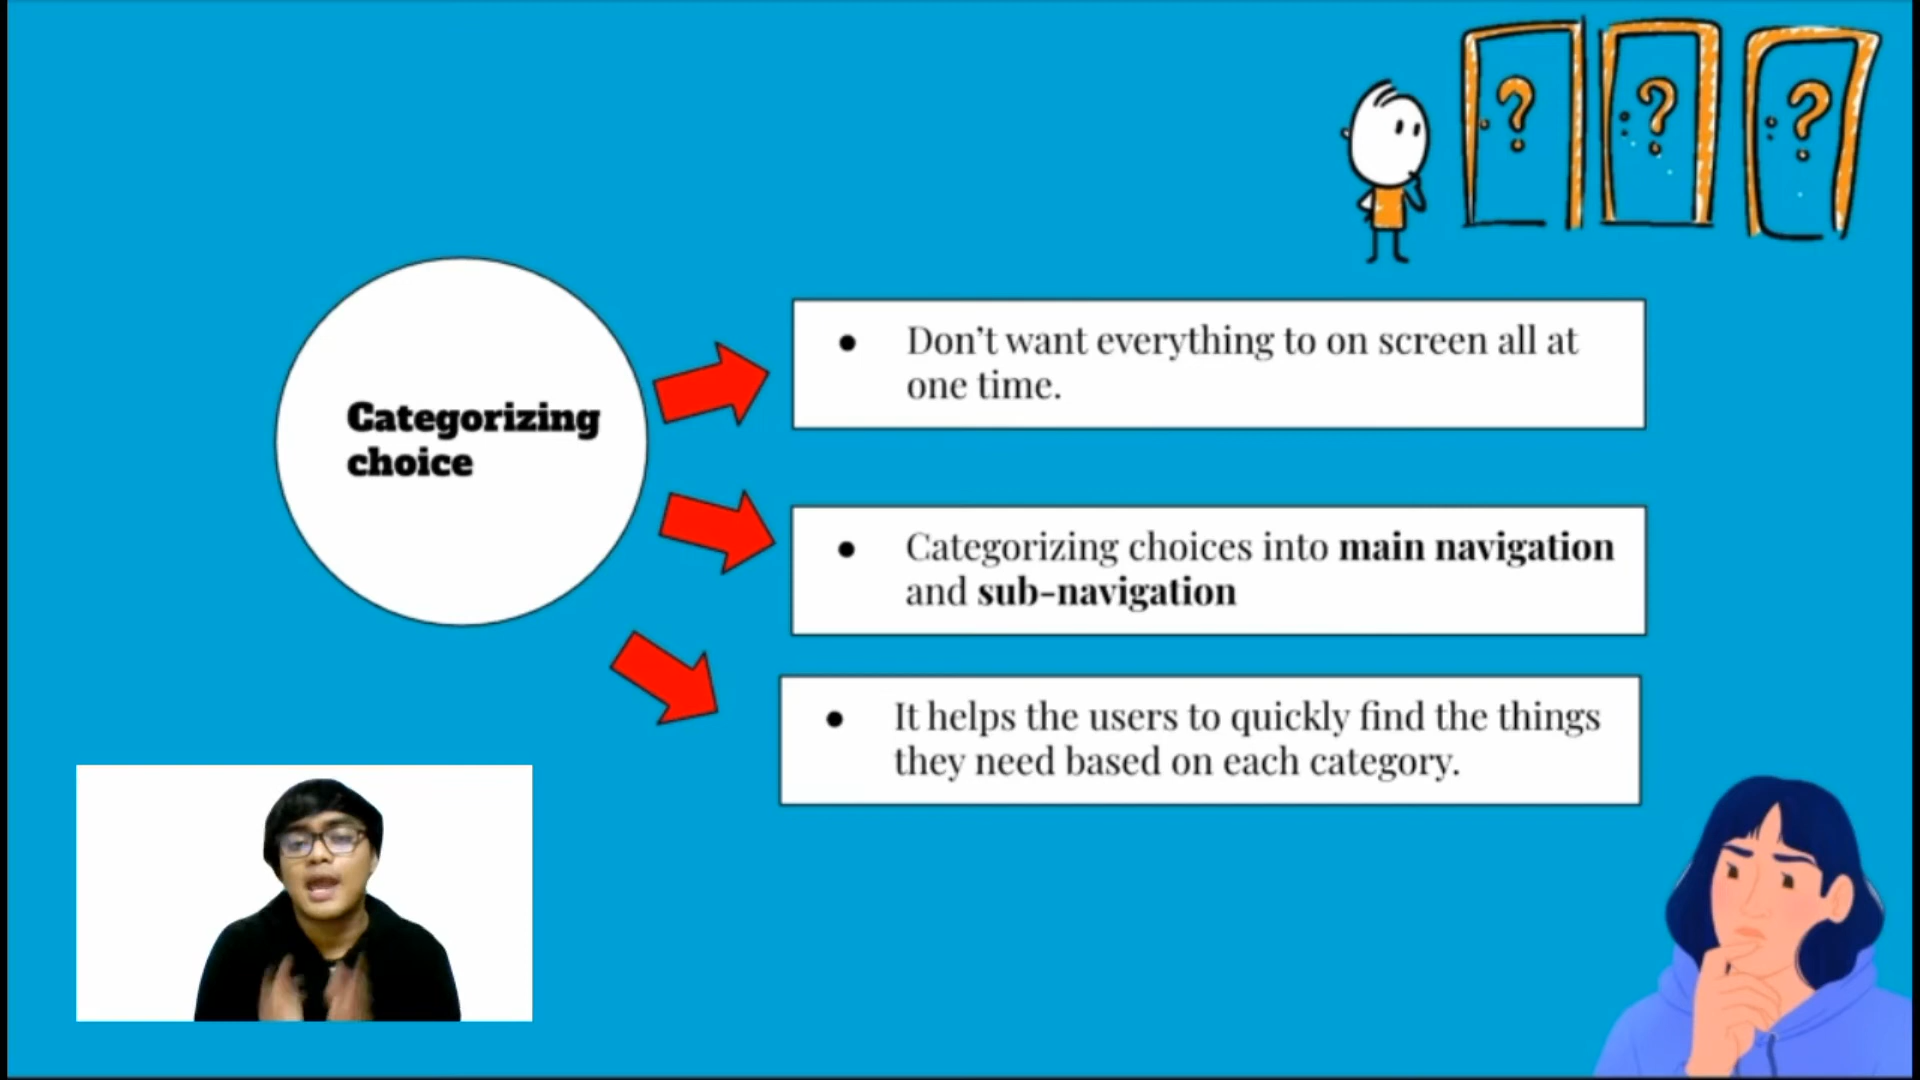 ? ? ?
Categorizing
choice
● Don’t want everything to on screen all at
one time.
● Categorizing choices into main navigation
and sub-navigation
● It helps the users to quickly find the things
they need based on each category.